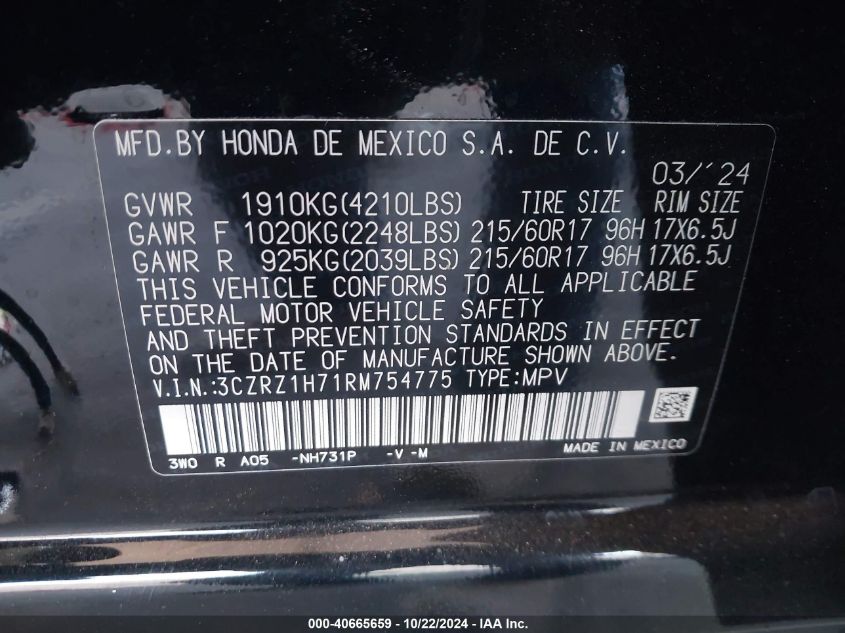 MFD.BY HONDA DE MEXICO S.A. DE C.V.
03/'24
GVWR 1910KG(4210LBS) TIRE SIZE RIM SIZE
GAWR F 1020KG(2248LBS) 215/60R17 96H 17X6.5J
GAWR R 925KG(2039LBS) 215/60R17 96H 17X6.5J
THIS VEHICLE CONFORMS TO ALL APPLICABLE
FEDERAL MOTOR VEHICLE SAFETY
AND THEFT PREVENTION STANDARDS IN EFFECT
ON THE DATE OF MANUFACTURE SHOWN ABOVE.
V.I.N.:3CZRZ1H71RM754775 TYPE:MPV
3W0 R A05 -NH731P -V -M MADE IN MEXICO
000-40665659 - 10/22/2024 - IAA Inc.